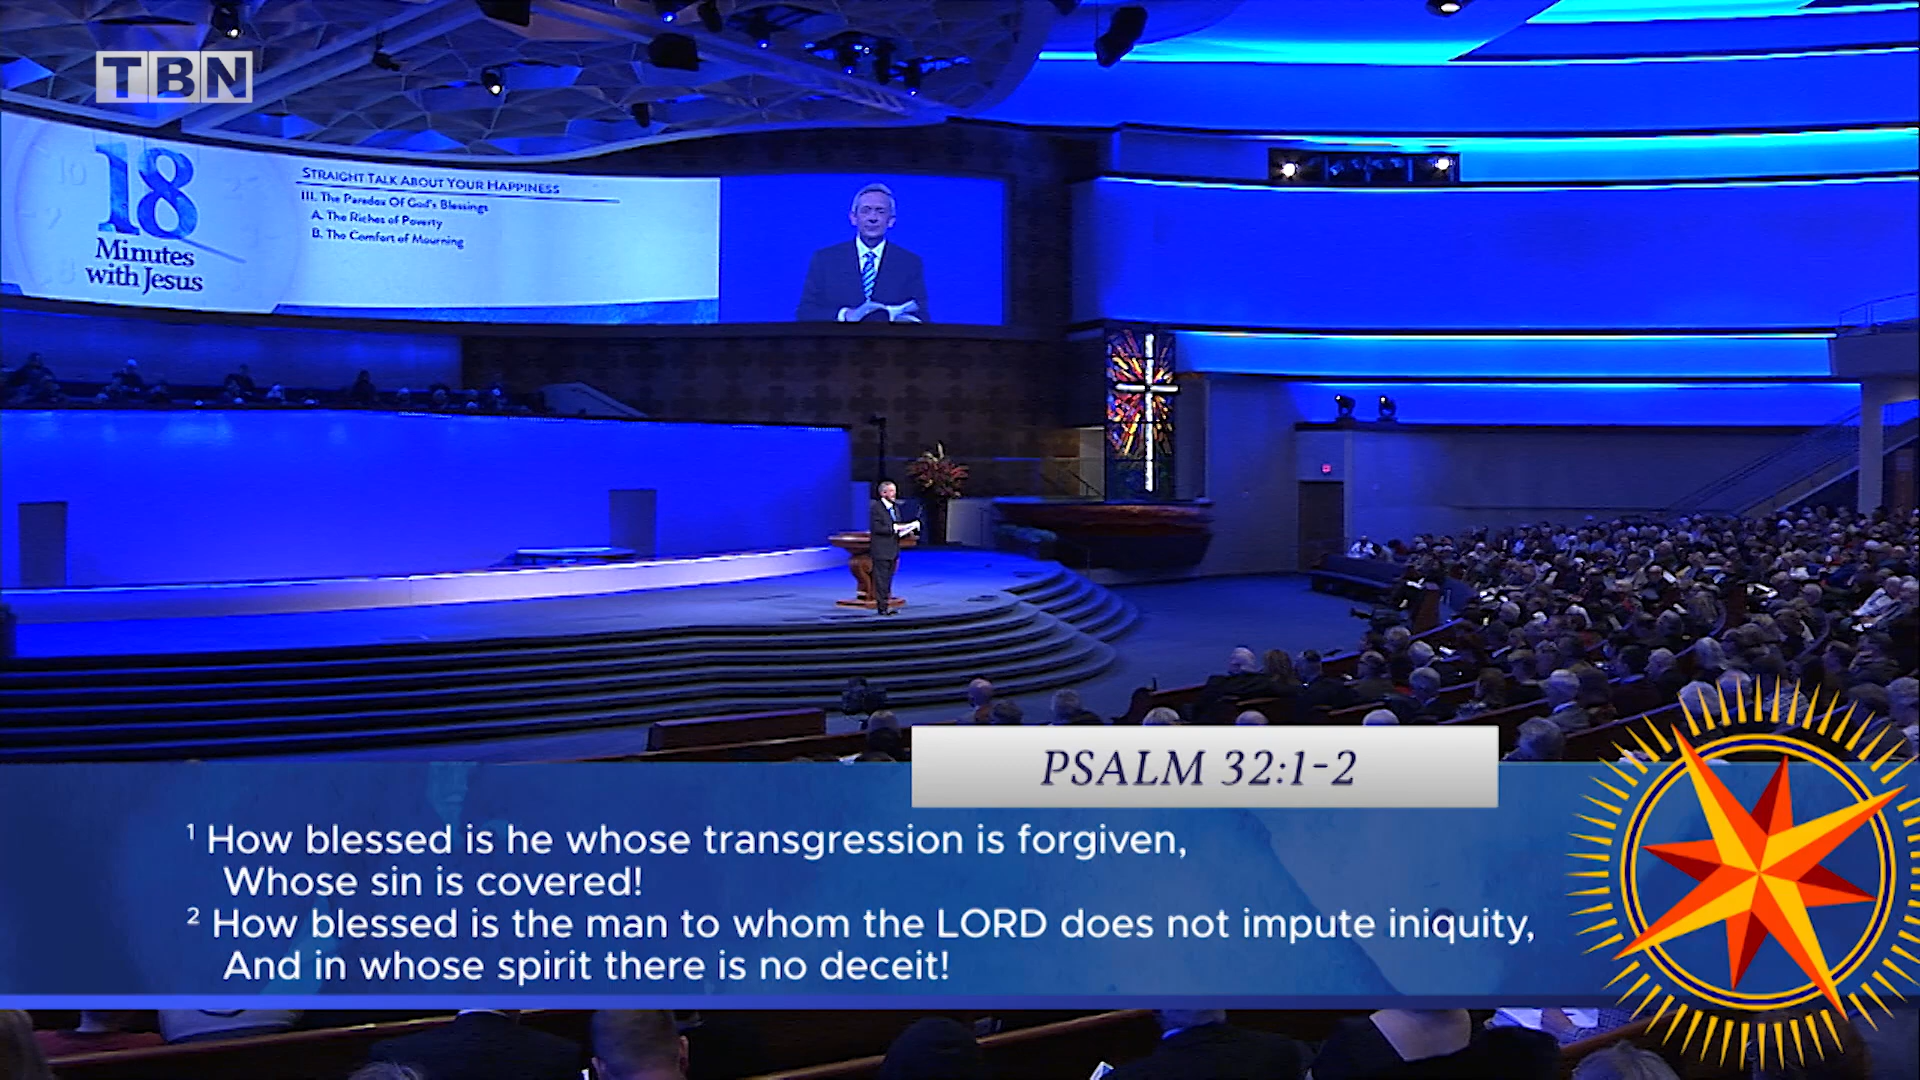 TBN
18
Minutes
with Jesus
STRAIGHT TALK ABOUT YOUR HAPPINESS
III. The Paradox Of God's Blessings
A. The Riches of Poverty
B. The Comfort of Mourning
PSALM 32:1-2
1 How blessed is he whose transgression is forgiven,
Whose sin is covered!
2 How blessed is the man to whom the LORD does not impute iniquity,
And in whose spirit there is no deceit!